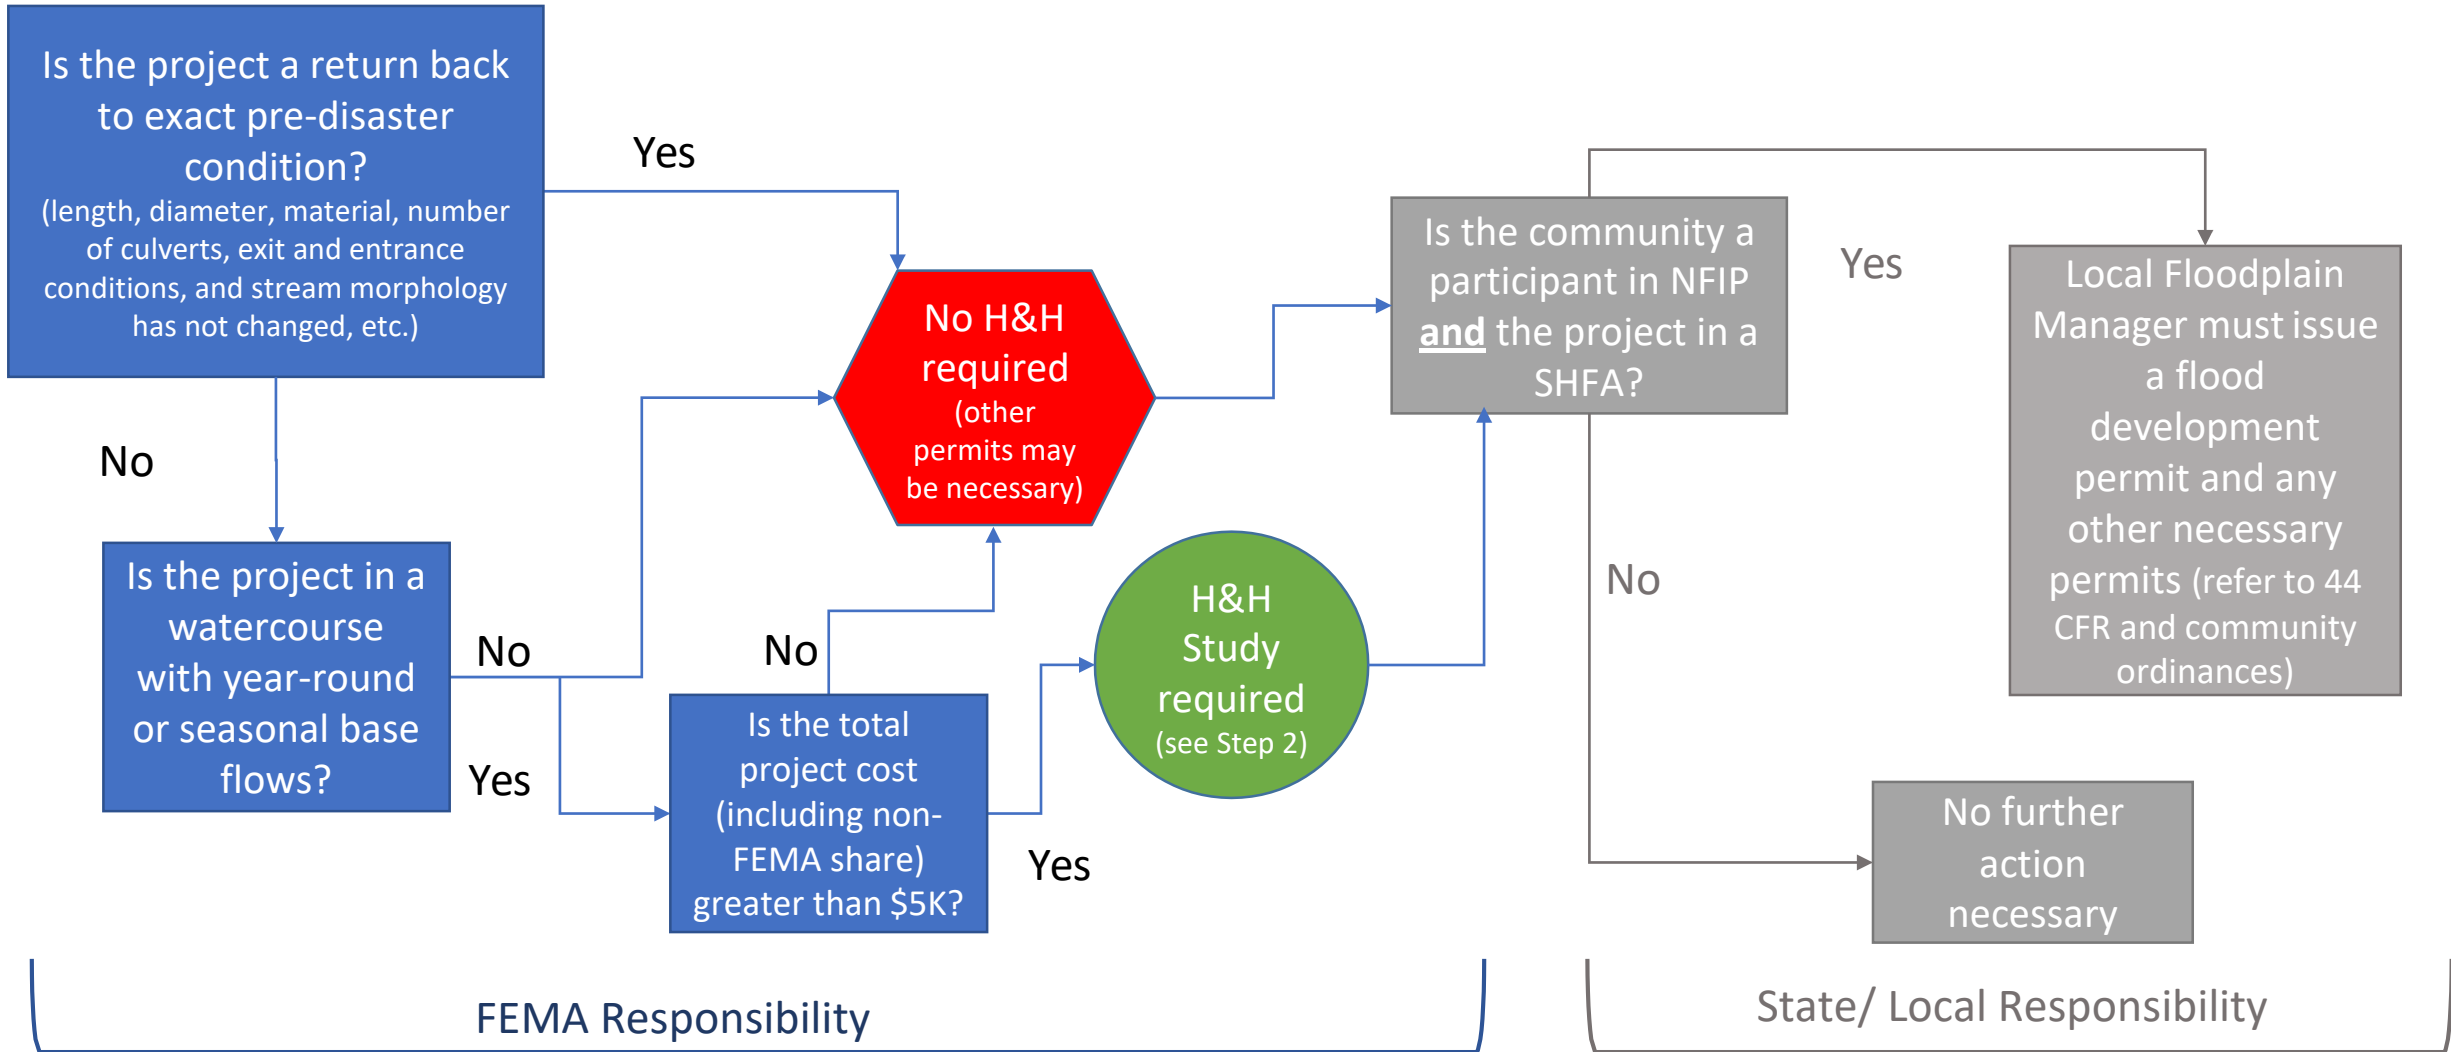 Is the project a return back
to exact pre-disaster
condition?
(length, diameter, material, number
of culverts, exit and entrance
conditions, and stream morphology
has not changed, etc.)
Yes
No
Is the project in a
watercourse
with year-round
or seasonal base
flows?
No
Yes
No H&H
required
(other
permits may
be necessary)
No
Is the total
project cost
(including non-
FEMA share)
greater than $5K?
Yes
H&H
Study
required
(see Step 2)
Is the community a
participant in NFIP
and the project in a
SHFA?
Yes
No
Local Floodplain
Manager must issue
a flood
development
permit and any
other necessary
permits (refer to 44
CFR and community
ordinances)
No further
action
necessary
FEMA Responsibility
State/ Local Responsibility